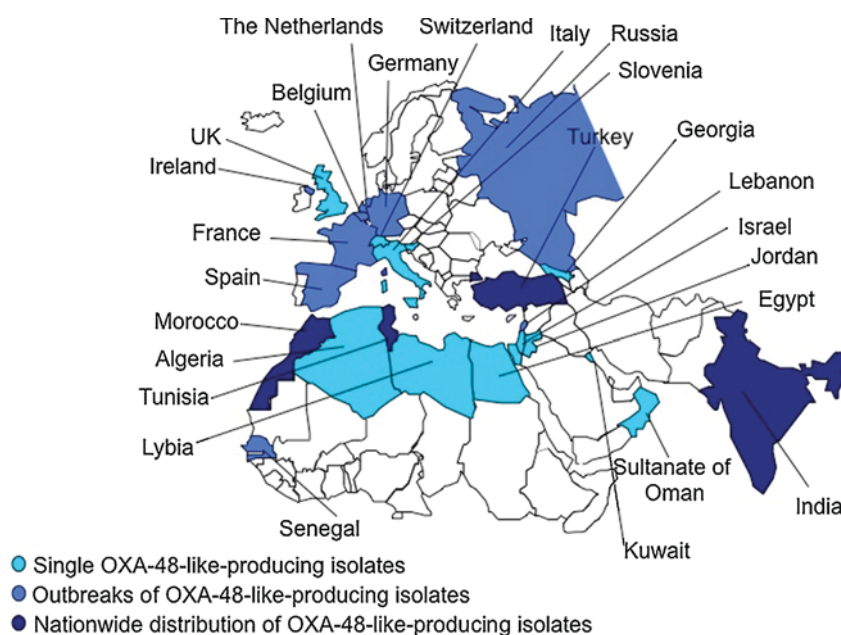 The Netherlands
Switzerland
Italy
Russia
Germany
Slovenia
Belgium
Georgia
UK
Turkey
Ireland
Lebanon
Israel
France
Jordan
Spain
Egypt
Morocco
Algeria
Tunisia
Lybia
Sultanate of
Oman
India
Senegal
Kuwait
Single OXA-48-like-producing isolates
Outbreaks of OXA-48-like-producing isolates
Nationwide distribution of OXA-48-like-producing isolates